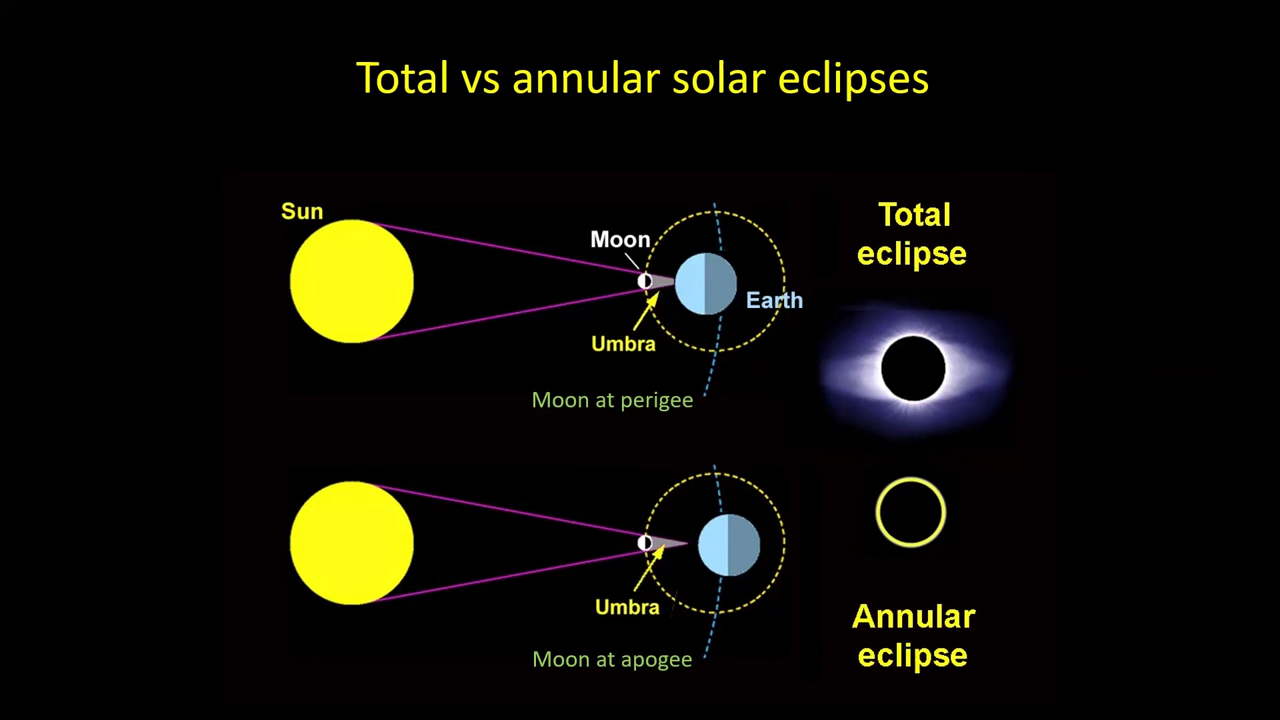 Total vs annular solar eclipses
Sun
Moon
Earth
Umbra
Moon at perigee
Total
eclipse
Umbra
Moon at apogee
Annular
eclipse